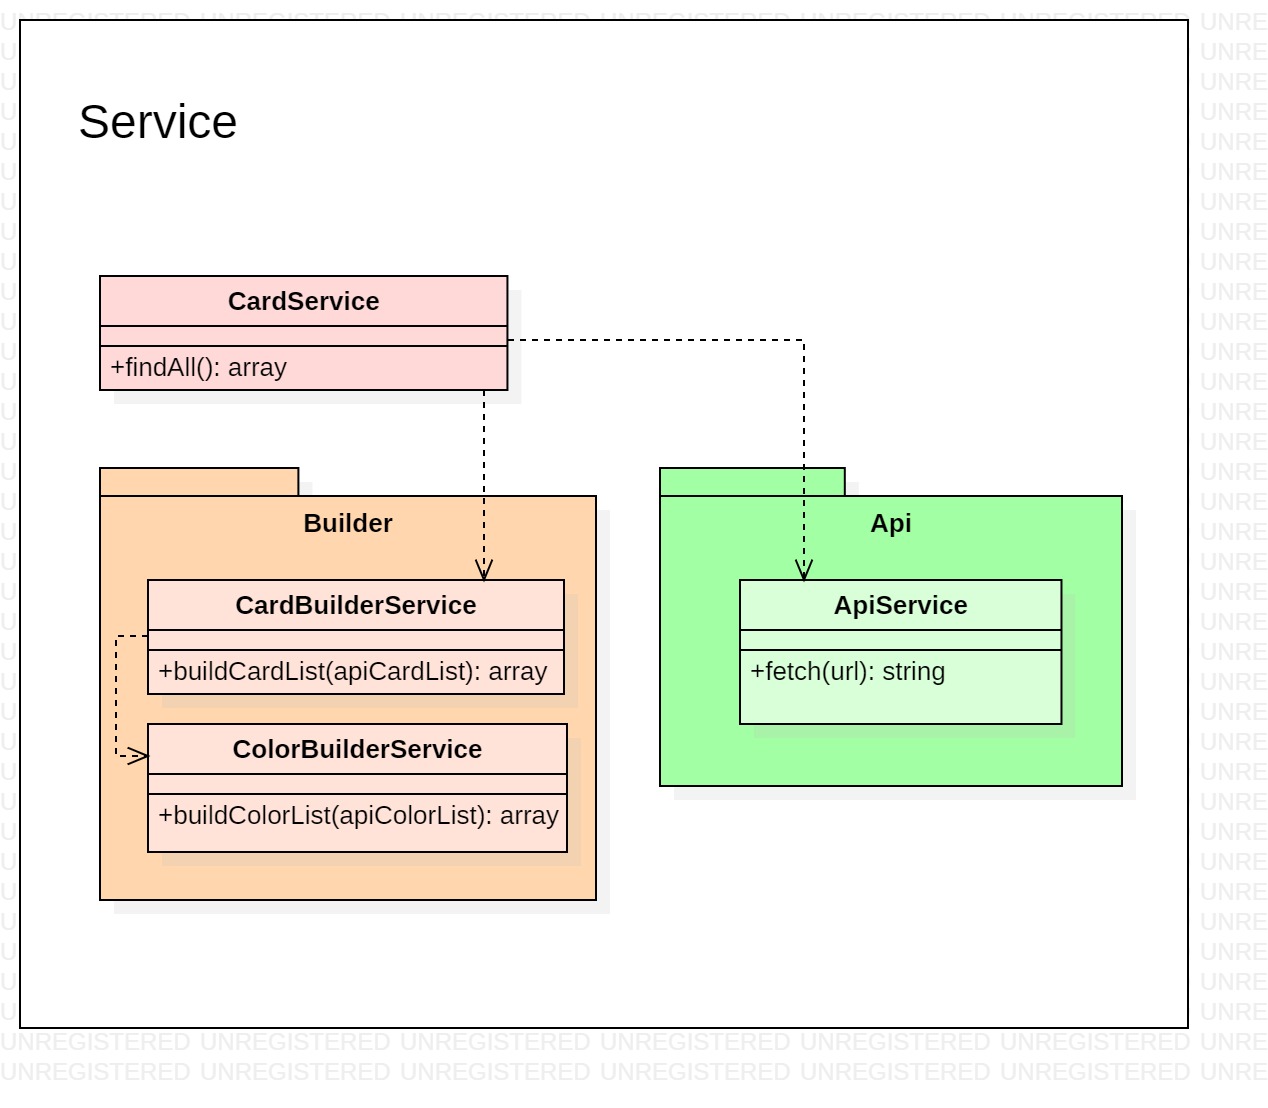 Service
CardService
+findAll(): array
Builder
CardBuilderService
+buildCardList(apiCardList): array
ColorBuilderService
+buildColorList(apiColorList): array
Api
ApiService
+fetch(url): string
UNREGISTERED UNREGISTERED UNREGISTERED UNREGISTERED UNREGISTERED UNREGISTERED UNRE
UNREGISTERED UNREGISTERED UNREGISTERED UNREGISTERED UNREGISTERED UNREGISTERED UNRE